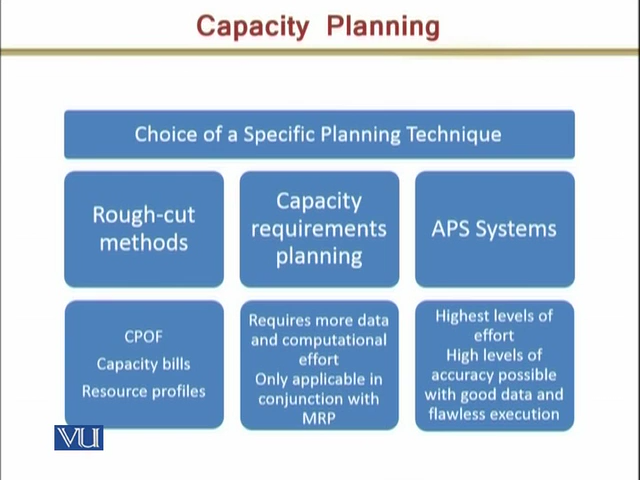 Capacity Planning
Choice of a Specific Planning Technique
Rough-cut
methods
Capacity
requirements
planning
APS Systems
CPOF
Capacity bills
Resource profiles
Requires more data
and computational
effort
Only applicable in
conjunction with
MRP
Highest levels of
effort
High levels of
accuracy possible
with good data and
flawless execution
VU